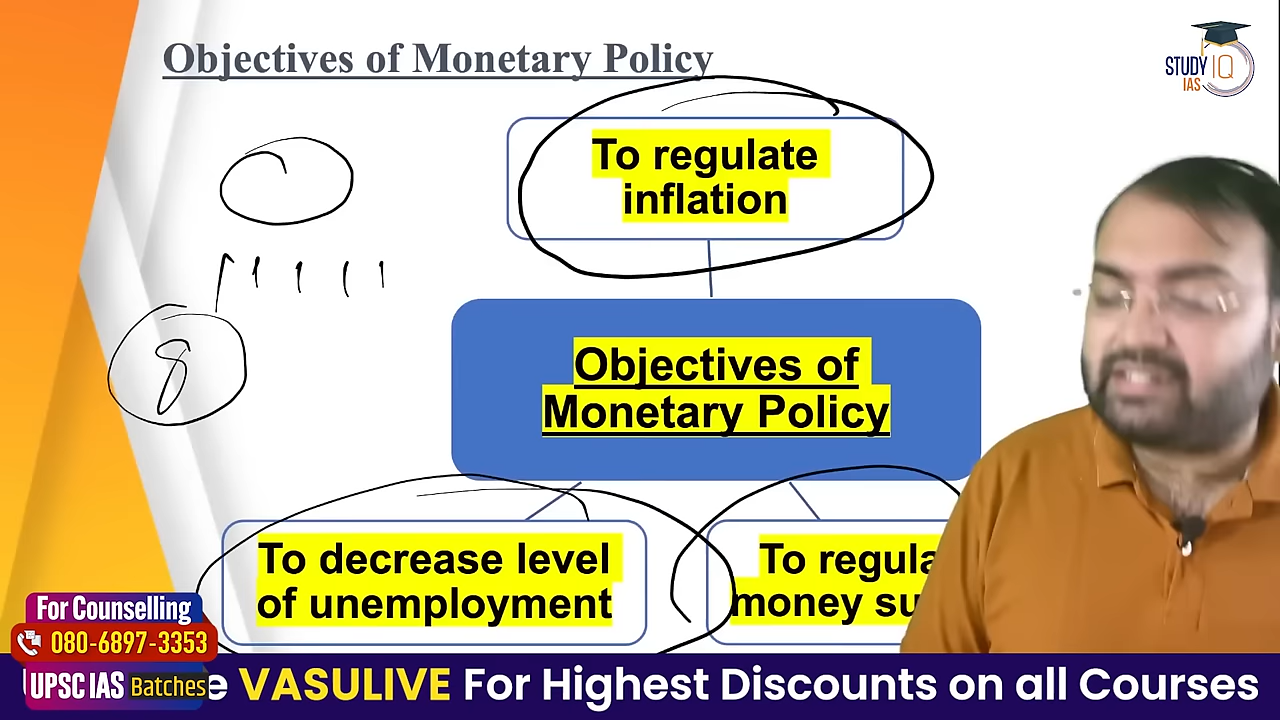 Objectives of Monetary Policy
STUDY IQ
IAS
To regulate
inflation
8
Objectives of
Monetary Policy
To decrease level
of unemployment
To regula
money su
For Counselling
080-6897-3353
UPSC IAS Batches
e VASULIVE For Highest Discounts on all Courses